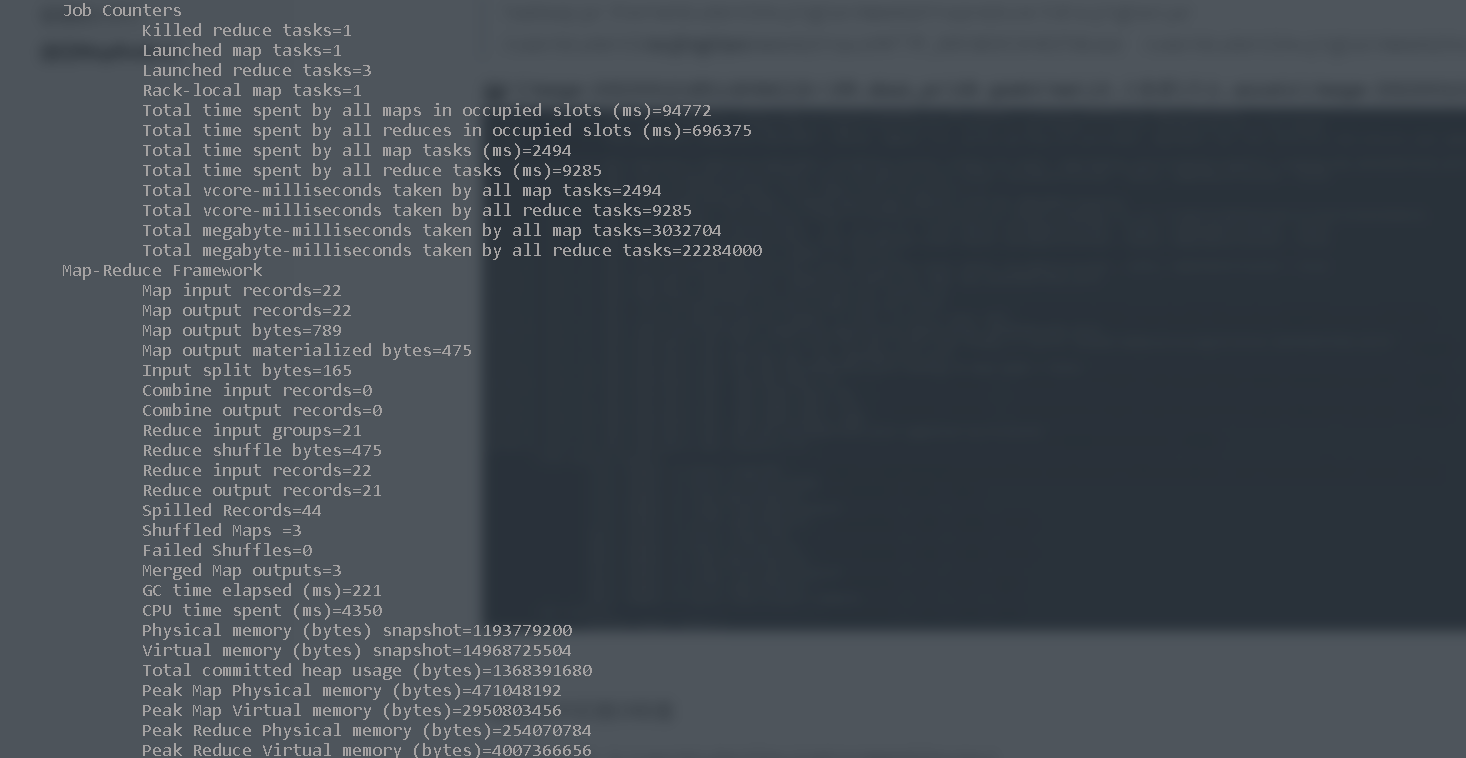 Job Counters
Killed reduce tasks=1
Launched map tasks=1
Launched reduce tasks=3
Rack-local map tasks=1
Total time spent by all maps in occupied slots (ms)=94772
Total time spent by all reduces in occupied slots (ms)=696375
Total time spent by all map tasks (ms)=2494
Total time spent by all reduce tasks (ms)=9285
Total vcore-milliseconds taken by all map tasks=2494
Total vcore-milliseconds taken by all reduce tasks=9285
Total megabyte-milliseconds taken by all map tasks=3032704
Total megabyte-milliseconds taken by all reduce tasks=22284000
Map-Reduce Framework
Map input records=22
Map output records=22
Map output bytes=789
Map output materialized bytes=475
Input split bytes=165
Combine input records=0
Combine output records=0
Reduce input groups=21
Reduce shuffle bytes=475
Reduce input records=22
Reduce output records=21
Spilled Records=44
Shuffled Maps =3
Failed Shuffles=0
Merged Map outputs=3
GC time elapsed (ms)=221
CPU time spent (ms)=4350
Physical memory (bytes) snapshot=1193779200
Virtual memory (bytes) snapshot=14968725504
Total committed heap usage (bytes)=1368391680
Peak Map Physical memory (bytes)=471048192
Peak Map Virtual memory (bytes)=2950803456
Peak Reduce Physical memory (bytes)=254070784
Peak Reduce Virtual memory (bytes)=4007366656